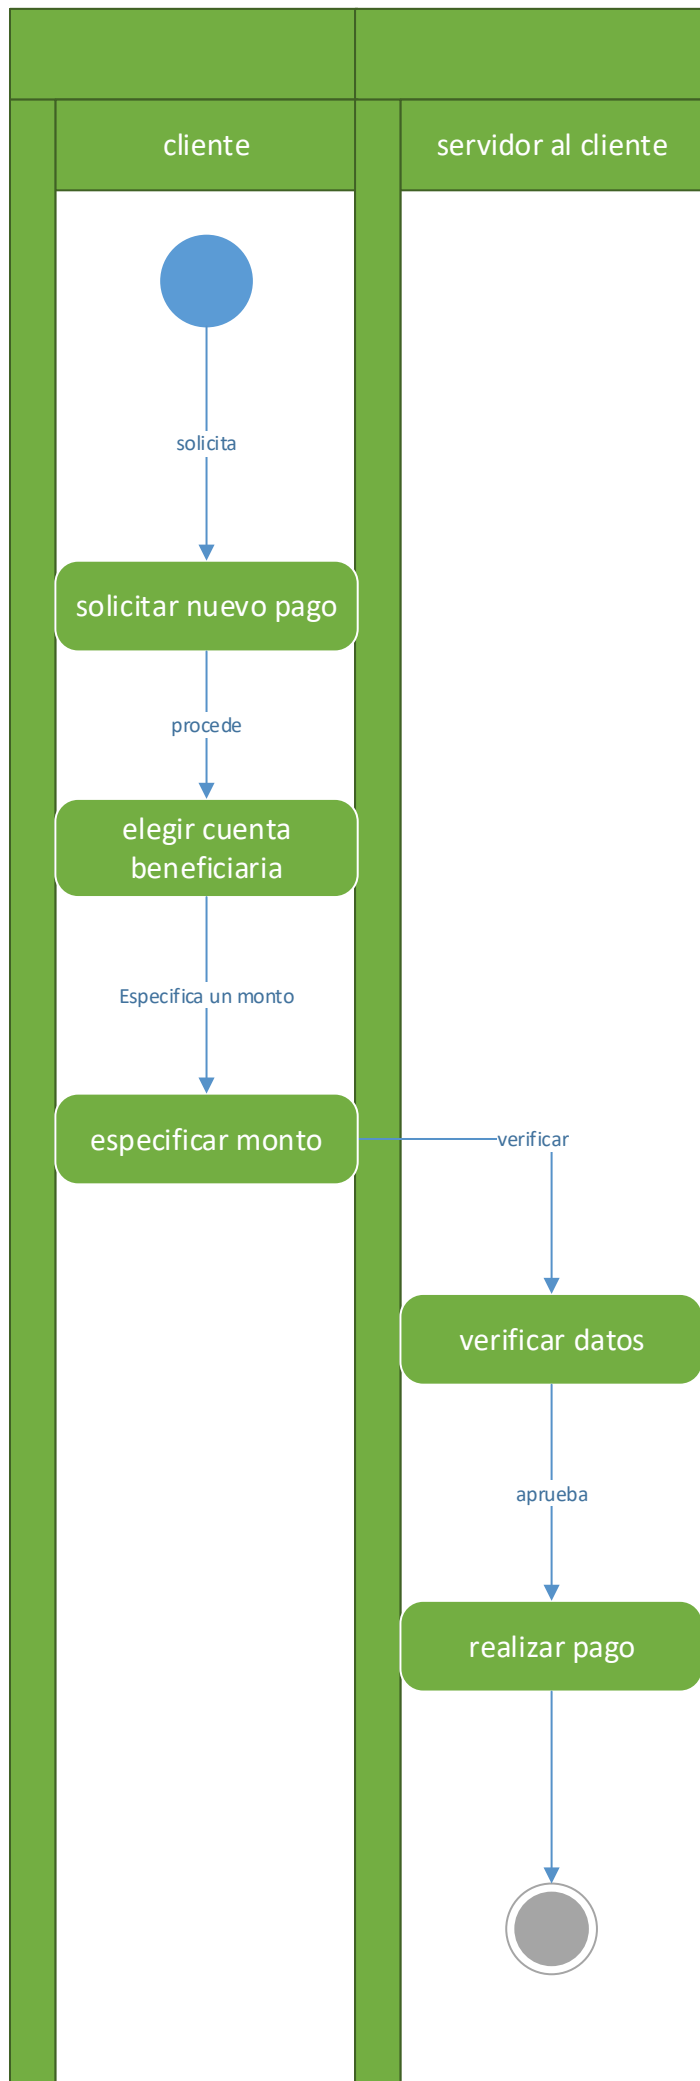 cliente
servidor al cliente
solicita
solicitar nuevo pago
procede
elegir cuenta
beneficiaria
Especifica un monto
especificar monto
verificar
verificar datos
aprueba
realizar pago